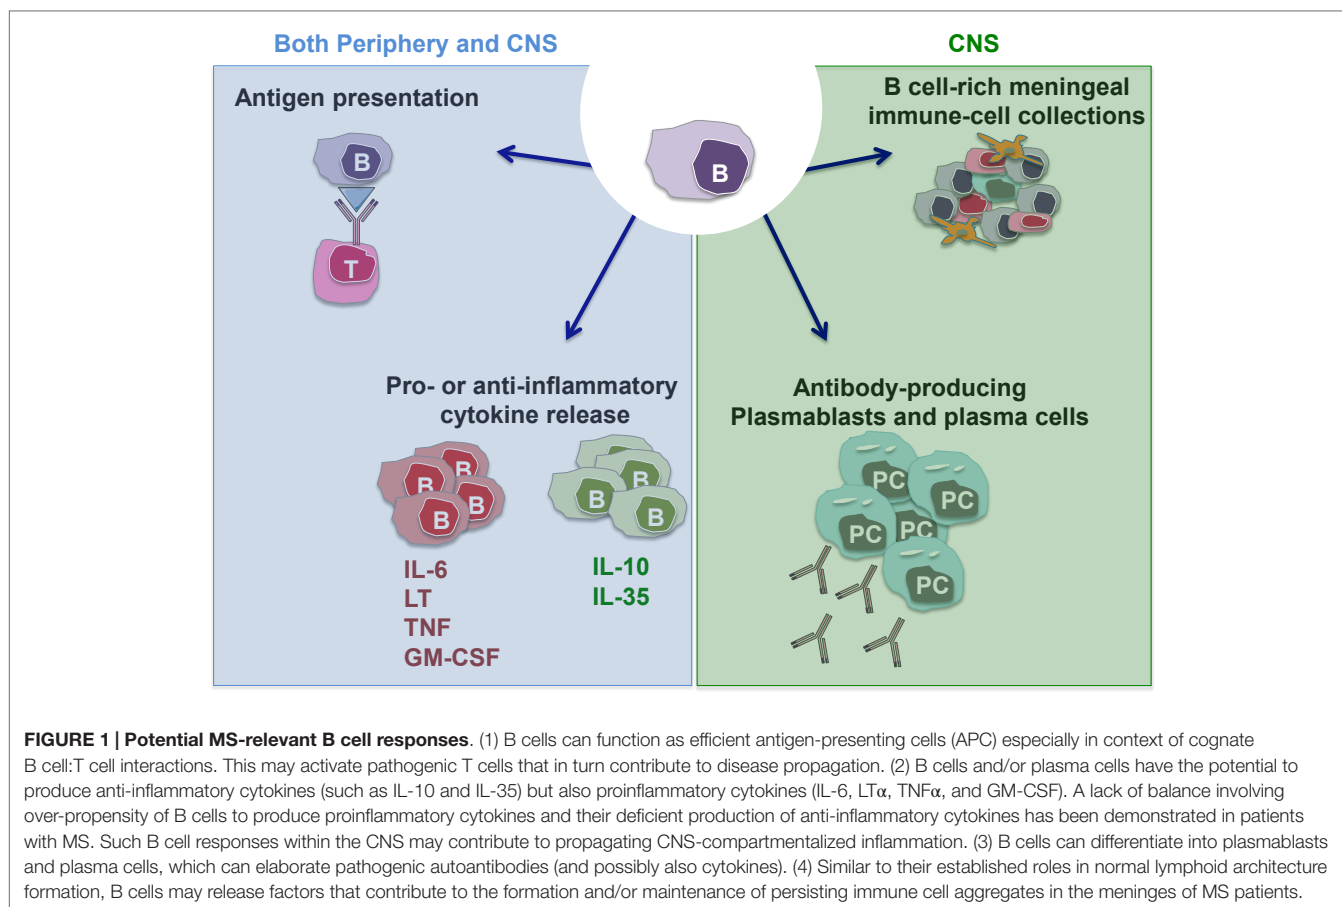 Both Periphery and CNS
CNS
Antigen presentation
B
T
B
B cell-rich meningeal
immune-cell collections
Pro- or anti-inflammatory
cytokine release
B
B
B
B
B
B
B
IL-6
LT
TNF
GM-CSF
IL-10
IL-35
Antibody-producing
Plasmablasts and plasma cells
PC
PC
PC
PC
PC
FIGURE 1 | Potential MS-relevant B cell responses. (1) B cells can function as efficient antigen-presenting cells (APC) especially in context of cognate
B cell:T cell interactions. This may activate pathogenic T cells that in turn contribute to disease propagation. (2) B cells and/or plasma cells have the potential to
produce anti-inflammatory cytokines (such as IL-10 and IL-35) but also proinflammatory cytokines (IL-6, LTα, TNFα, and GM-CSF). A lack of balance involving
over-propensity of B cells to produce proinflammatory cytokines and their deficient production of anti-inflammatory cytokines has been demonstrated in patients
with MS. Such B cell responses within the CNS may contribute to propagating CNS-compartmentalized inflammation. (3) B cells can differentiate into plasmablasts
and plasma cells, which can elaborate pathogenic autoantibodies (and possibly also cytokines). (4) Similar to their established roles in normal lymphoid architecture
formation, B cells may release factors that contribute to the formation and/or maintenance of persisting immune cell aggregates in the meninges of MS patients.